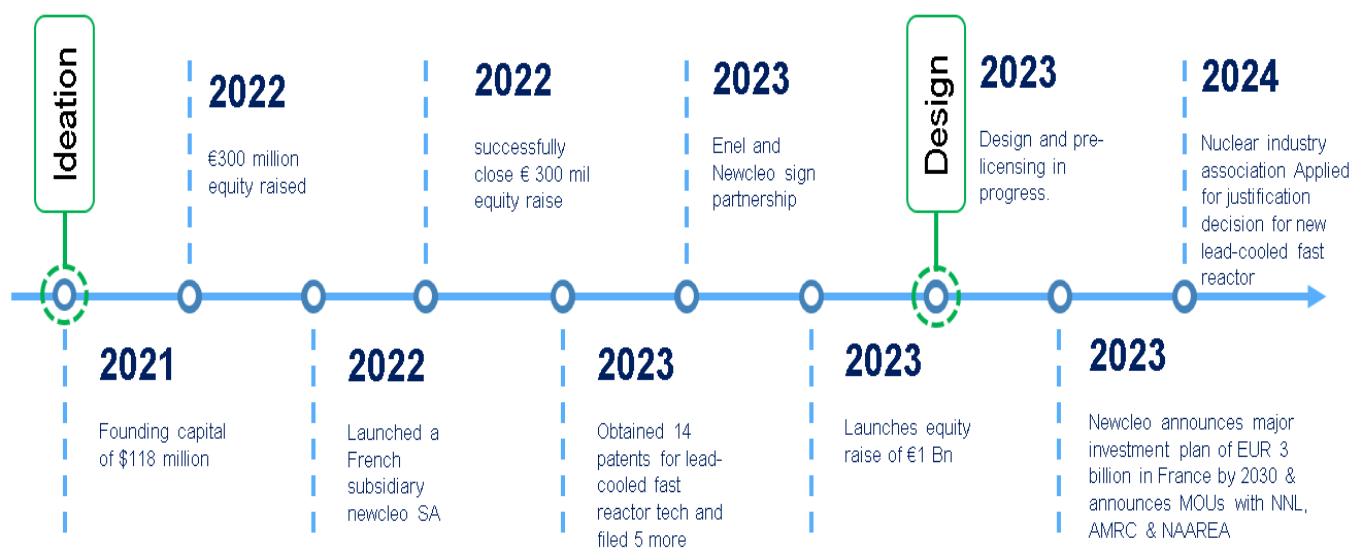 Ideation
2021
Founding capital
of $118 million
2022
€300 million
equity raised
2022
Launched a
French
subsidiary
newcleo SA
2022
successfully
close € 300 mil
equity raise
2023
Obtained 14
patents for lead-
cooled fast
reactor tech and
filed 5 more
2023
Enel and
Newcleo sign
partnership
2023
Launches equity
raise of €1 Bn
Design
2023
Design and pre-
licensing in
progress.
2023
Newcleo announces major
investment plan of EUR 3
billion in France by 2030 &
announces MOUs with NNL,
AMRC & NAAREA
2024
Nuclear industry
association Applied
for justification
decision for new
lead-cooled fast
reactor